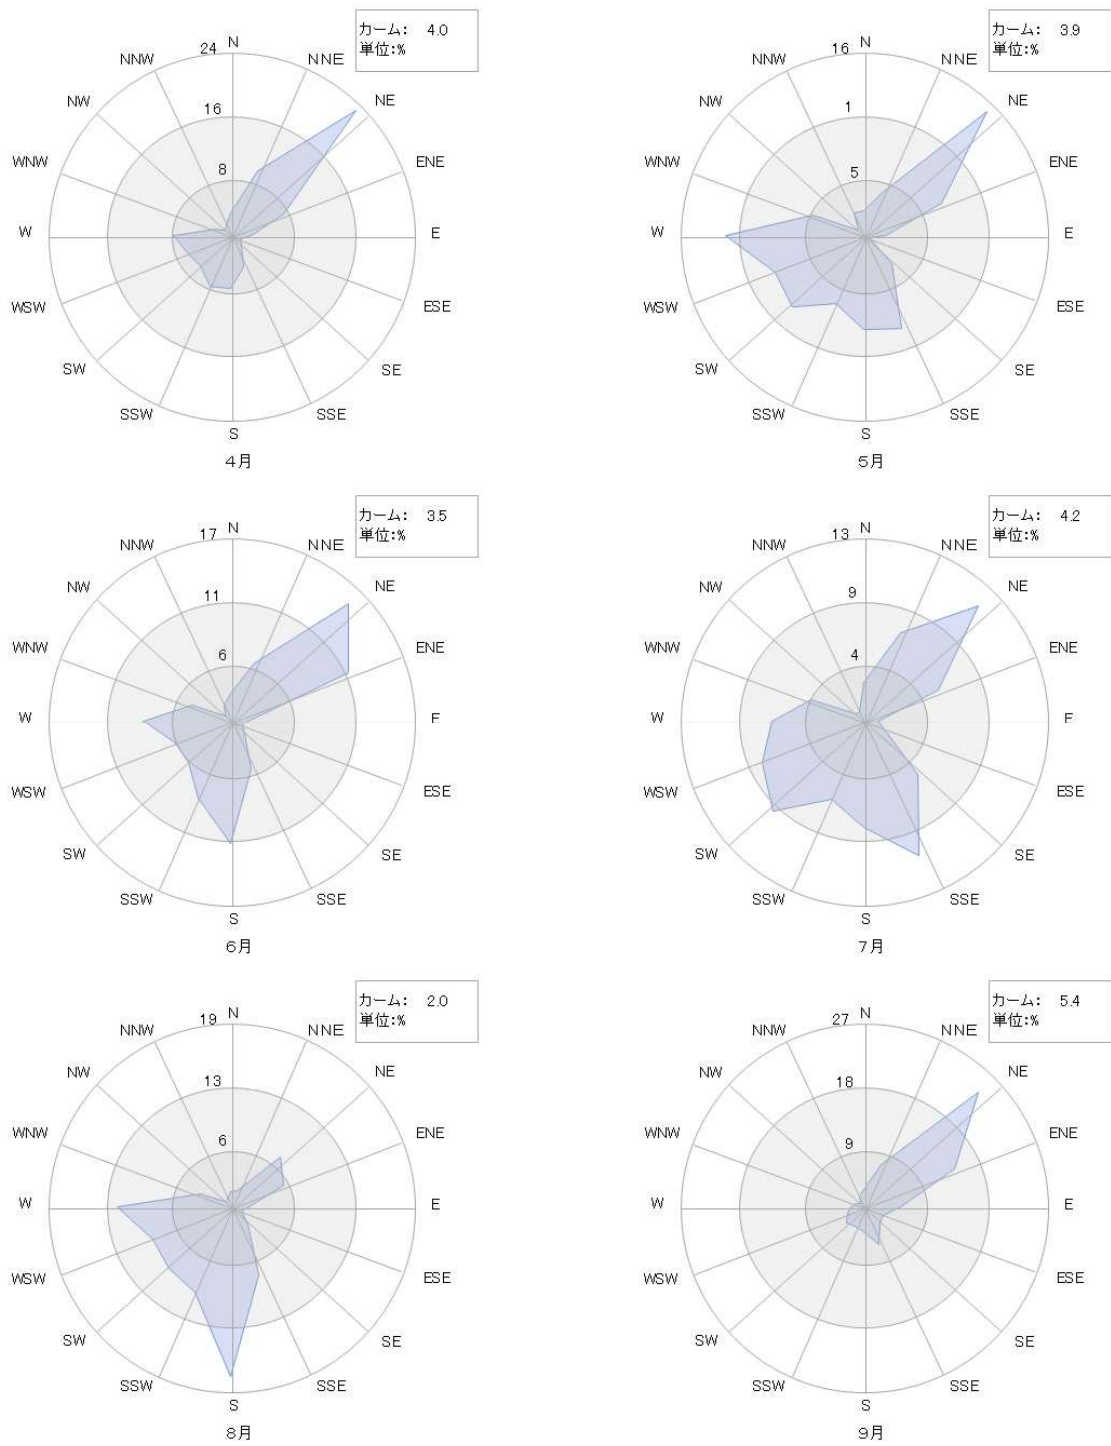 カーム: 4.0
単位:%
24
16
8
N
NNE
NE
ENE
E
ESE
SE
SSE
S
SSW
SW
WSW
W
WNW
NW
NNW
4月
カーム: 3.9
単位:%
16
1
5
N
NNE
NE
ENE
E
ESE
SE
SSE
S
SSW
SW
WSW
W
WNW
NW
NNW
5月
カーム: 3.5
単位:%
17
11
6
N
NNE
NE
ENE
F
ESE
SE
SSE
S
SSW
SW
WSW
W
WNW
NW
NNW
6月
カーム: 4.2
単位:%
13
9
4
N
NNE
NE
ENE
F
ESE
SE
SSE
S
SSW
SW
WSW
W
WNW
NW
NNW
7月
カーム: 2.0
単位:%
19
13
6
N
NNE
NE
ENE
E
ESE
SE
SSE
S
SSW
SW
WSW
W
WNW
NW
NNW
8月
カーム: 5.4
単位:%
27
18
9
N
NNE
NE
ENE
E
ESE
SE
SSE
S
SSW
SW
WSW
W
WNW
NW
NNW
9月